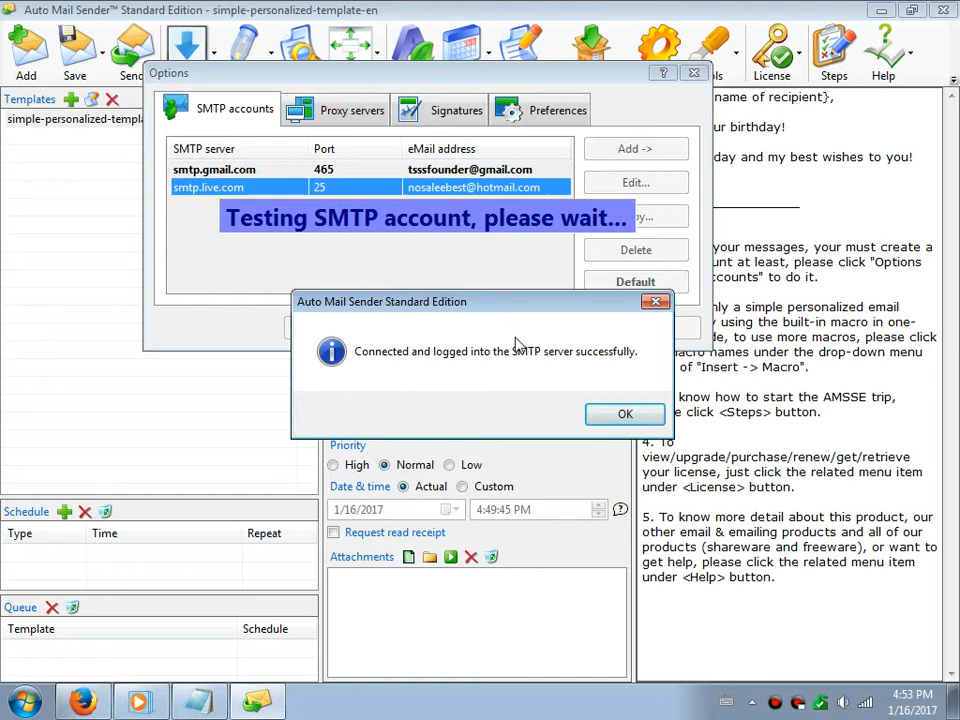 Auto Mail Sender™ Standard Edition - simple-personalized-template-en
Add
Save
Send
ols
License
Steps
Help
Templates
simple-personalized-templa
Options
SMTP accounts
Proxy servers
Signatures
Preferences
SMTP server Port eMail address
smtp.gmail.com 465 tsssfounder@gmail.com
smtp.live.com 25 nosaleebest@hotmail.com
Testing SMTP account, please wait...
Add ->
Edit...
py...
Delete
Default
Auto Mail Sender Standard Edition
Connected and logged into the SMTP server successfully.
OK
name of recipient},
ur birthday!
day and my best wishes to you!
your messages, your must create a
unt at least, please click "Options
ccounts" to do it.
nly a simple personalized email
y using the built-in macro in one-
de, to use more macros, please click
acro names under the drop-down menu
of "Insert -> Macro".
know how to start the AMSSE trip,
e click <Steps> button.
4. To
view/upgrade/purchase/renew/get/retrieve
your license, just click the related menu item
under <License> button.
5. To know more detail about this product, our
other email & emailing products and all of our
products (shareware and freeware), or want to
get help, please click the related menu item
under <Help> button.
Priority
High Normal Low
Date & time Actual Custom
1/16/2017 4:49:45 PM
Request read receipt
Attachments
Schedule
Type Time Repeat
Queue
Template Schedule
4:53 PM
1/16/2017